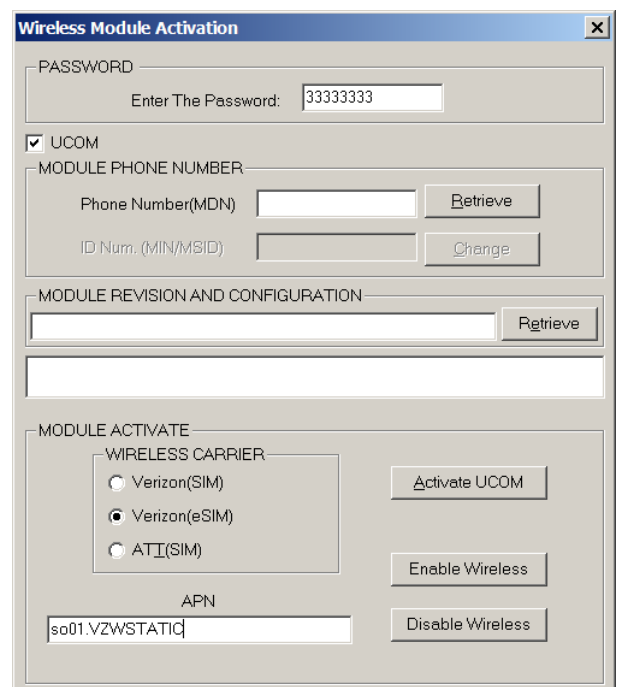 Wireless Module Activation
PASSWORD
Enter The Password: 33333333
UCOM
MODULE PHONE NUMBER
Phone Number(MDN) Retrieve
ID Num. (MIN/MSID) Change
MODULE REVISION AND CONFIGURATION
Retrieve
MODULE ACTIVATE
WIRELESS CARRIER
Verizon(SIM) Activate UCOM
Verizon(eSIM)
ATT(SIM)
Enable Wireless
APN
so01.VZWSTATIC Disable Wireless